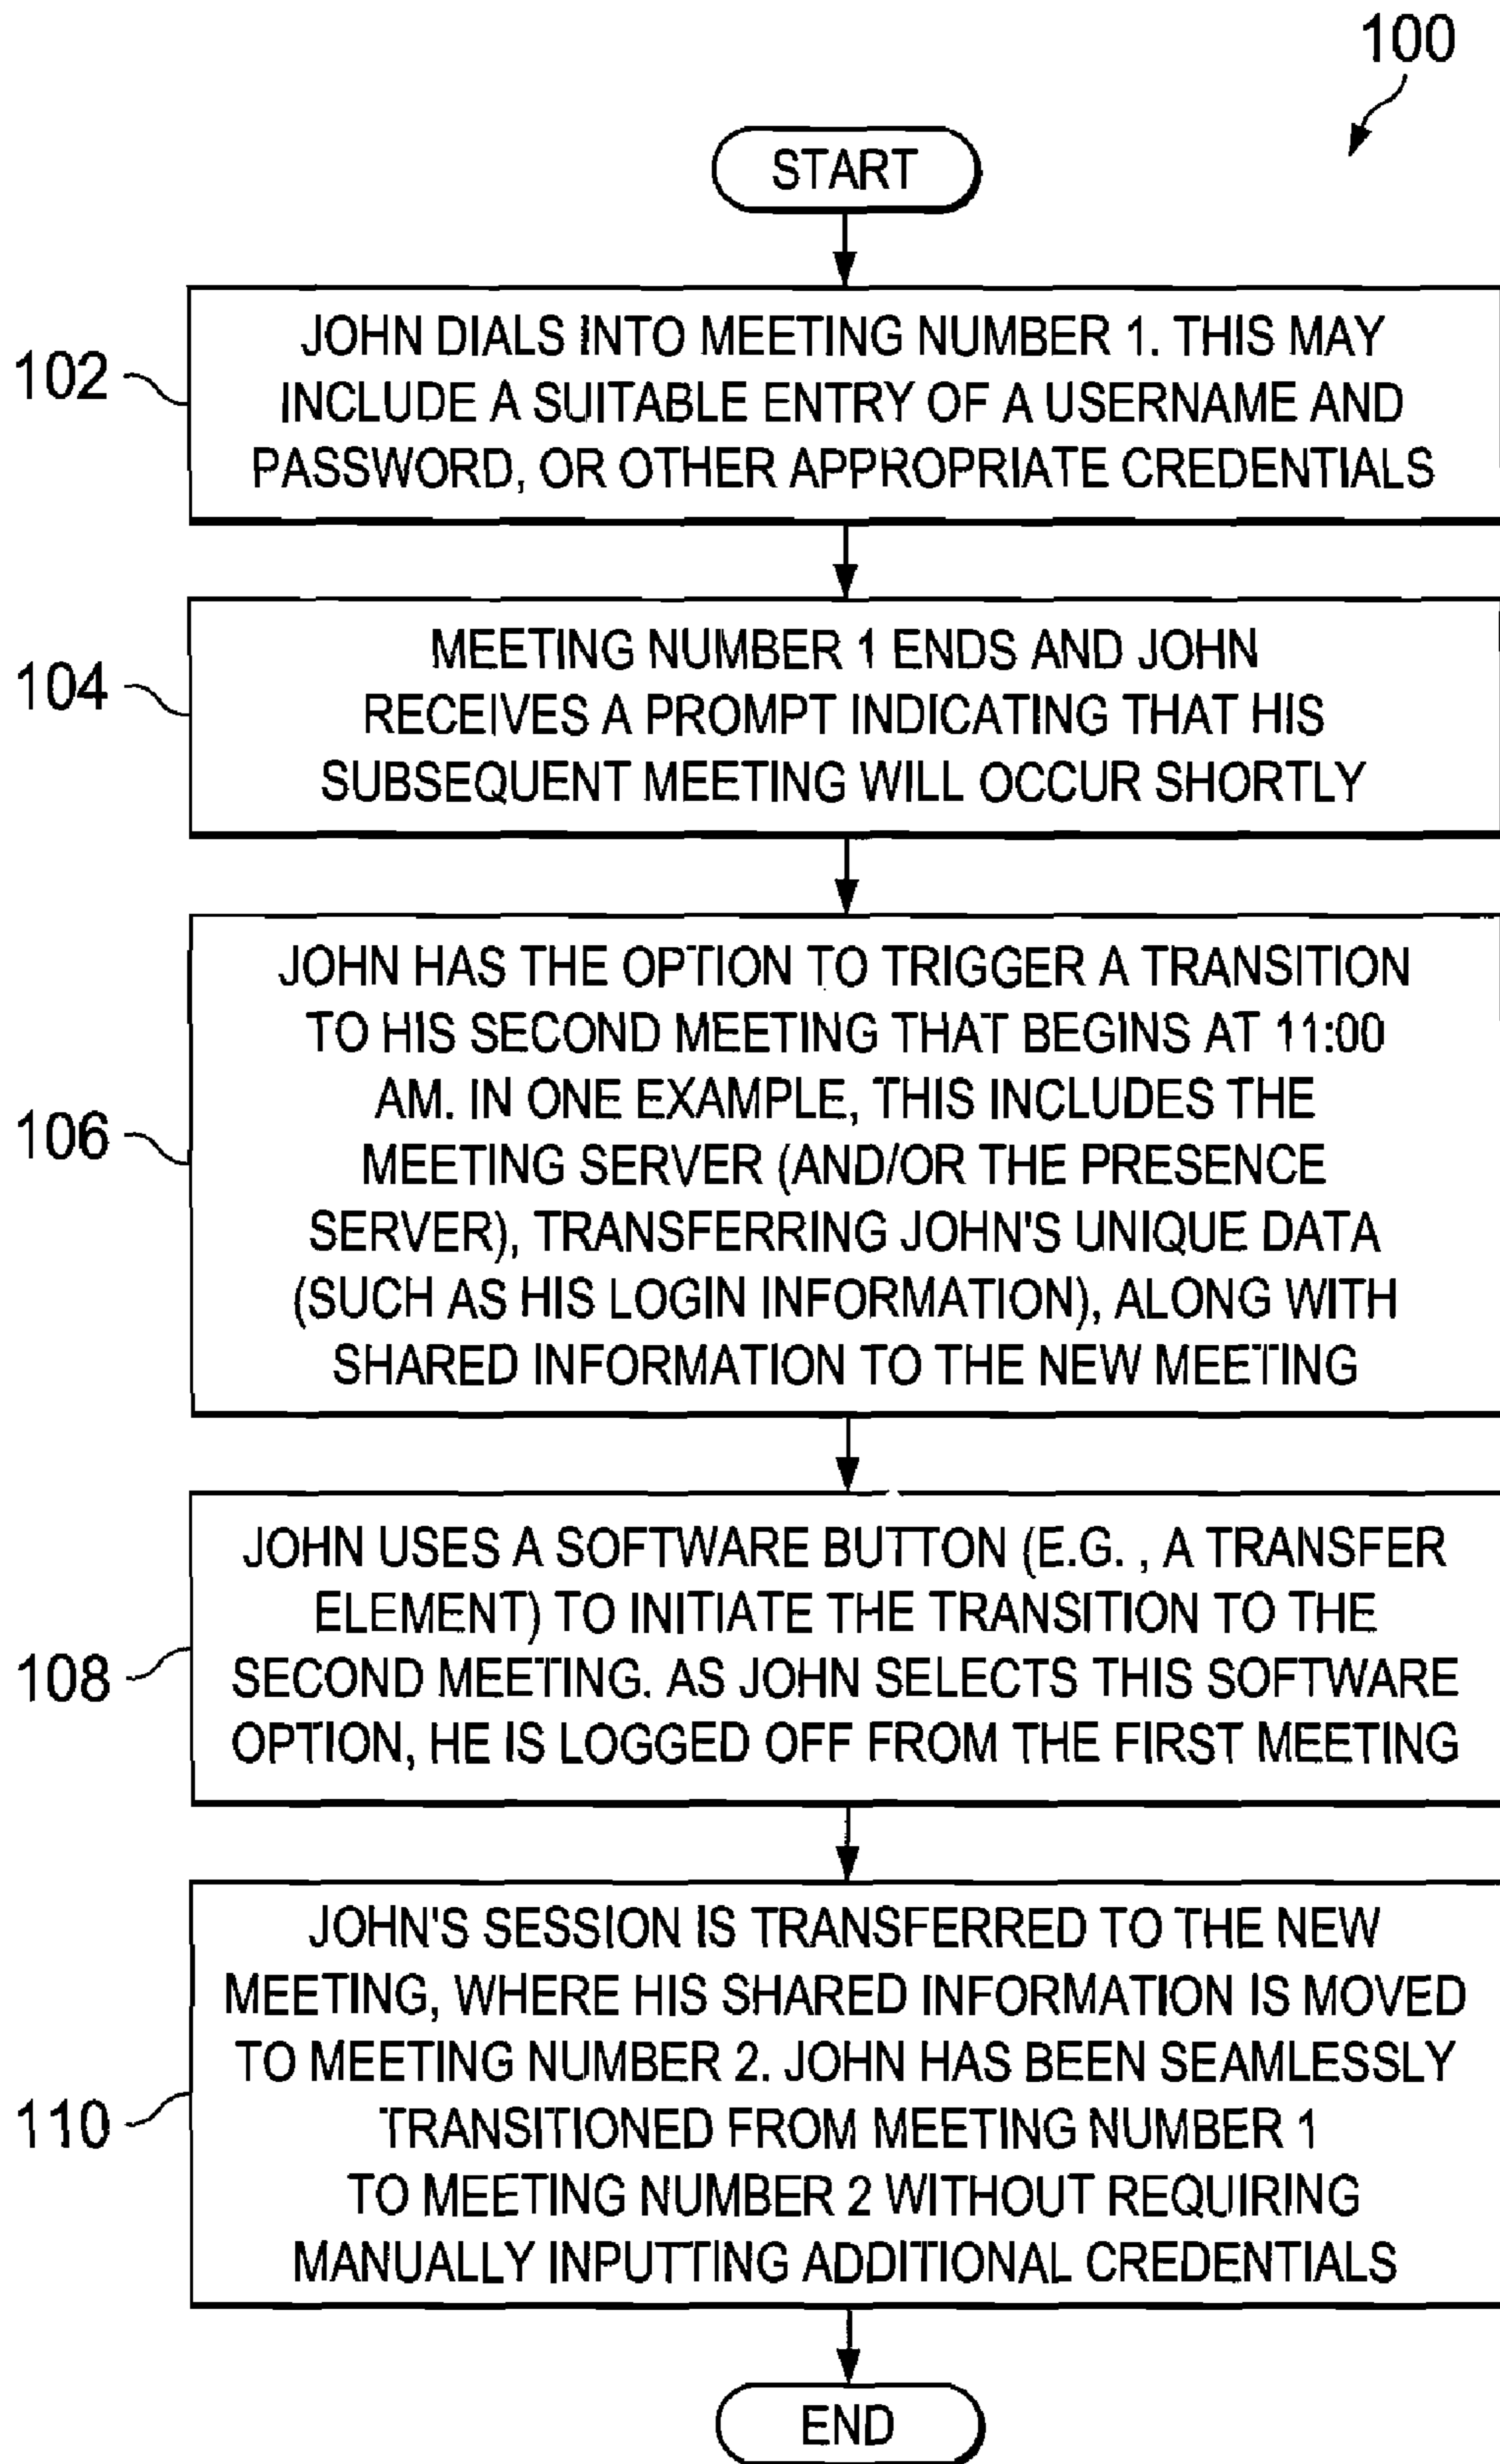 100
START
102
JOHN DIALS INTO MEETING NUMBER 1. THIS MAY
INCLUDE A SUITABLE ENTRY OF A USERNAME AND
PASSWORD, OR OTHER APPROPRIATE CREDENTIALS
104
MEETING NUMBER 1 ENDS AND JOHN
RECEIVES A PROMPT INDICATING THAT HIS
SUBSEQUENT MEETING WILL OCCUR SHORTLY
106
JOHN HAS THE OPTION TO TRIGGER A TRANSITION
TO HIS SECOND MEETING THAT BEGINS AT 11:00
AM. IN ONE EXAMPLE, THIS INCLUDES THE
MEETING SERVER (AND/OR THE PRESENCE
SERVER), TRANSFERRING JOHN'S UNIQUE DATA
(SUCH AS HIS LOGIN INFORMATION), ALONG WITH
SHARED INFORMATION TO THE NEW MEETING
108
JOHN USES A SOFTWARE BUTTON (E.G. , A TRANSFER
ELEMENT) TO INITIATE THE TRANSITION TO THE
SECOND MEETING. AS JOHN SELECTS THIS SOFTWARE
OPTION, HE IS LOGGED OFF FROM THE FIRST MEETING
110
JOHN'S SESSION IS TRANSFERRED TO THE NEW
MEETING, WHERE HIS SHARED INFORMATION IS MOVED
TO MEETING NUMBER 2. JOHN HAS BEEN SEAMLESSLY
TRANSITIONED FROM MEETING NUMBER 1
TO MEETING NUMBER 2 WITHOUT REQUIRING
MANUALLY INPUTTING ADDITIONAL CREDENTIALS
END